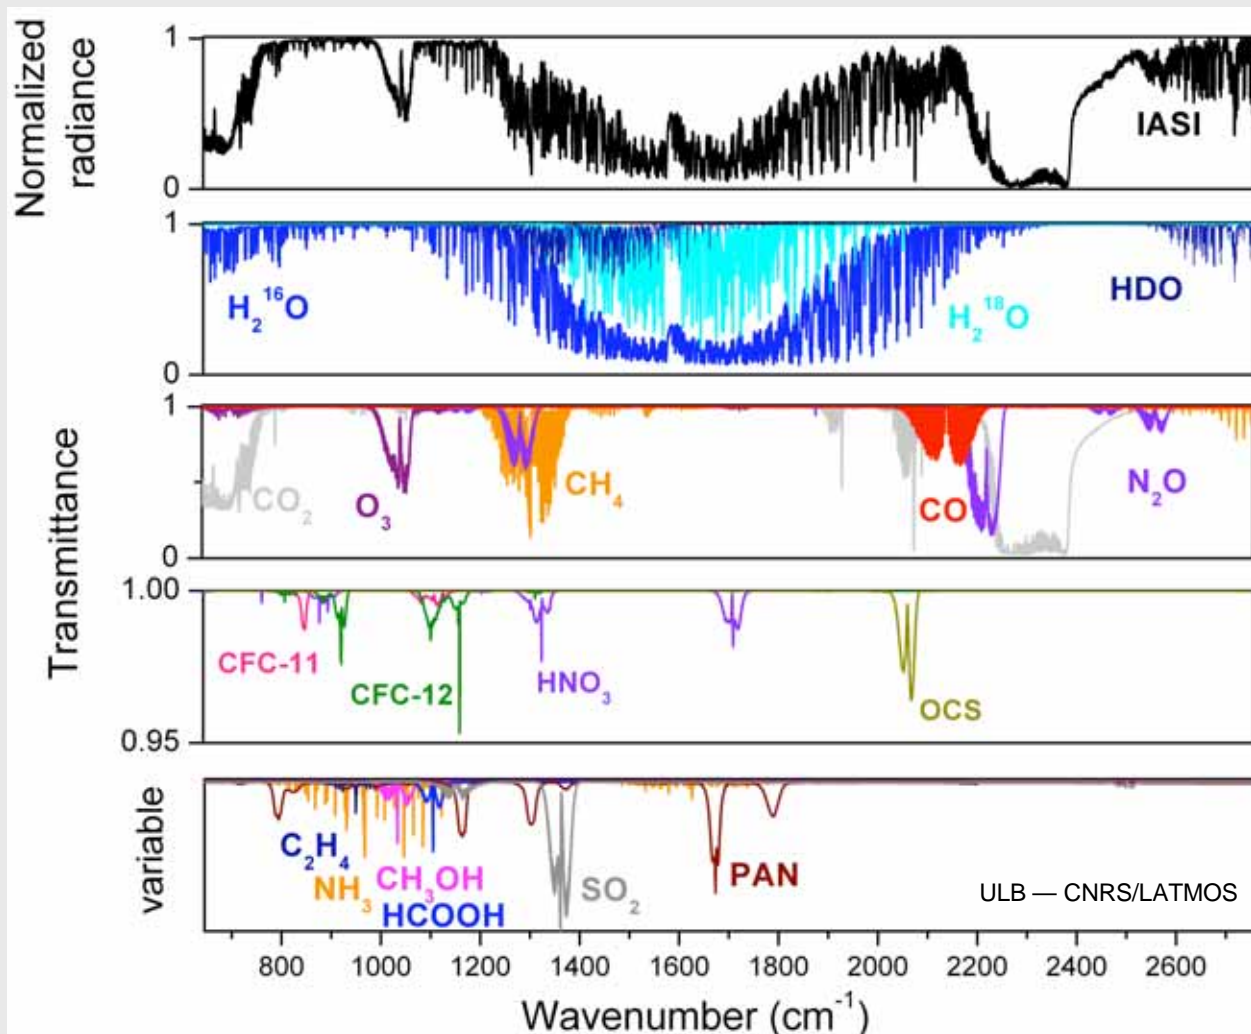 Normalized
radiance
1
0
IASI
1
0
H₂¹⁶O
H₂¹⁸O
HDO
Transmittance
1
0
CO₂
O₃
CH₄
CO
N₂O
1.00
0.95
CFC-11
CFC-12
HNO₃
OCS
variable
C₂H₄
NH₃
CH₃OH
HCOOH
SO₂
PAN
ULB — CNRS/LATMOS
800 1000 1200 1400 1600 1800 2000 2200 2400 2600
Wavenumber (cm⁻¹)